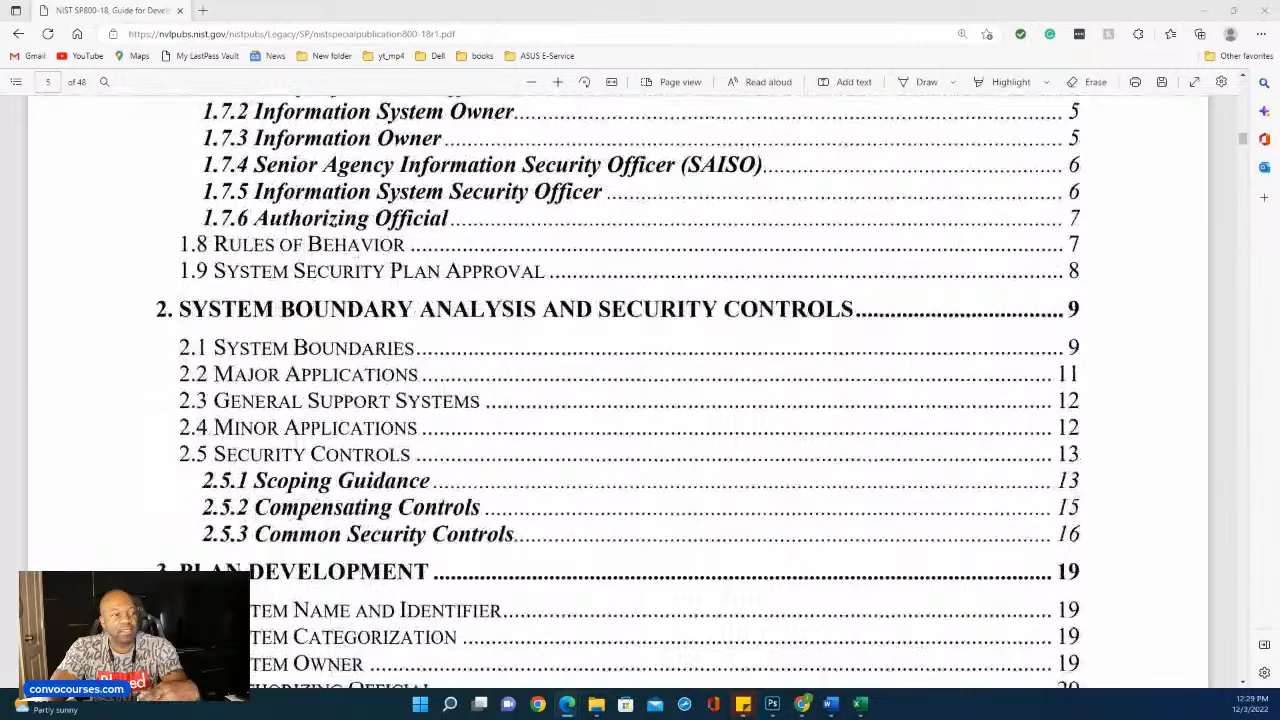 NIST SP800-18, Guide for Devel
https://nvlpubs.nist.gov/nistpubs/Legacy/SP/nistspecialpublication800-18r1.pdf
Gmail YouTube Maps My LastPass Vault News New folder yt_mp4 Dell books ASUS E-Service Other favorites
5 of 48 Page view Read aloud Add text Draw Highlight Erase
1.7.2 Information System Owner 5
1.7.3 Information Owner 5
1.7.4 Senior Agency Information Security Officer (SAISO) 6
1.7.5 Information System Security Officer 6
1.7.6 Authorizing Official 7
1.8 RULES OF BEHAVIOR 7
1.9 SYSTEM SECURITY PLAN APPROVAL 8
2. SYSTEM BOUNDARY ANALYSIS AND SECURITY CONTROLS 9
2.1 SYSTEM BOUNDARIES 9
2.2 MAJOR APPLICATIONS 11
2.3 GENERAL SUPPORT SYSTEMS 12
2.4 MINOR APPLICATIONS 12
2.5 SECURITY CONTROLS 13
2.5.1 Scoping Guidance 13
2.5.2 Compensating Controls 15
2.5.3 Common Security Controls 16
3. PLAN DEVELOPMENT 19
TEM NAME AND IDENTIFIER 19
TEM CATEGORIZATION 19
TEM OWNER 19
convocourses.com
Partly sunny
12:29 PM
12/3/2022